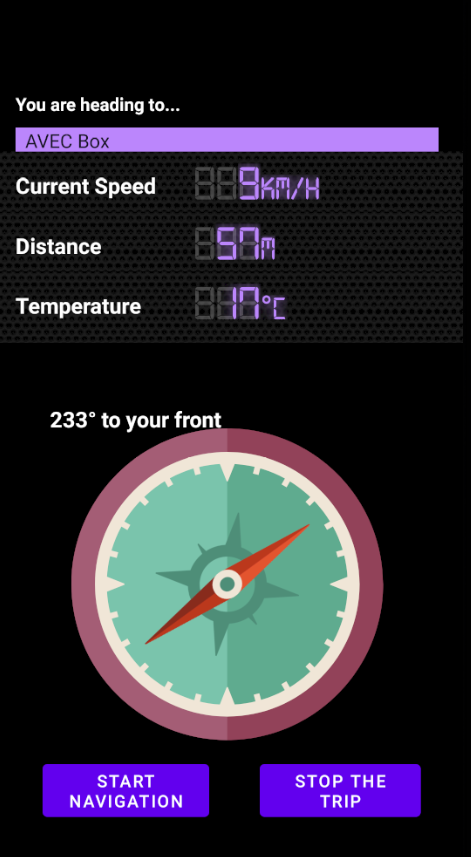 You are heading to...
AVEC Box
Current Speed 9KM/H
Distance 57m
Temperature 17°C
233° to your front
START
NAVIGATION
STOP THE
TRIP